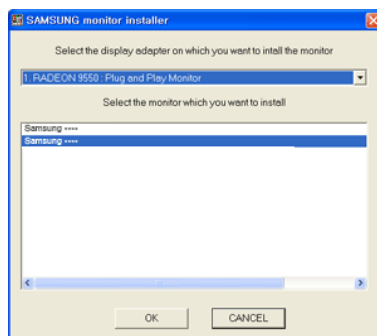 SAMSUNG monitor installer
Select the display adapter on which you want to intall the monitor
1. RADEON 9550 : Plug and Play Monitor
Select the monitor which you want to install
Samsung ----
Samsung ----
OK
CANCEL